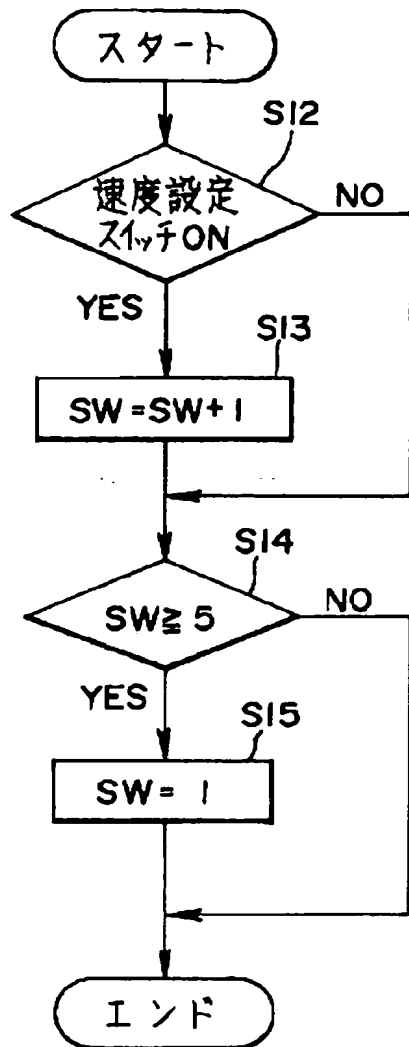 スタート
S12
速度設定
スイッチON
NO
YES
S13
SW=SW+1
S14
SW≧5
NO
YES
S15
SW=1
エンド